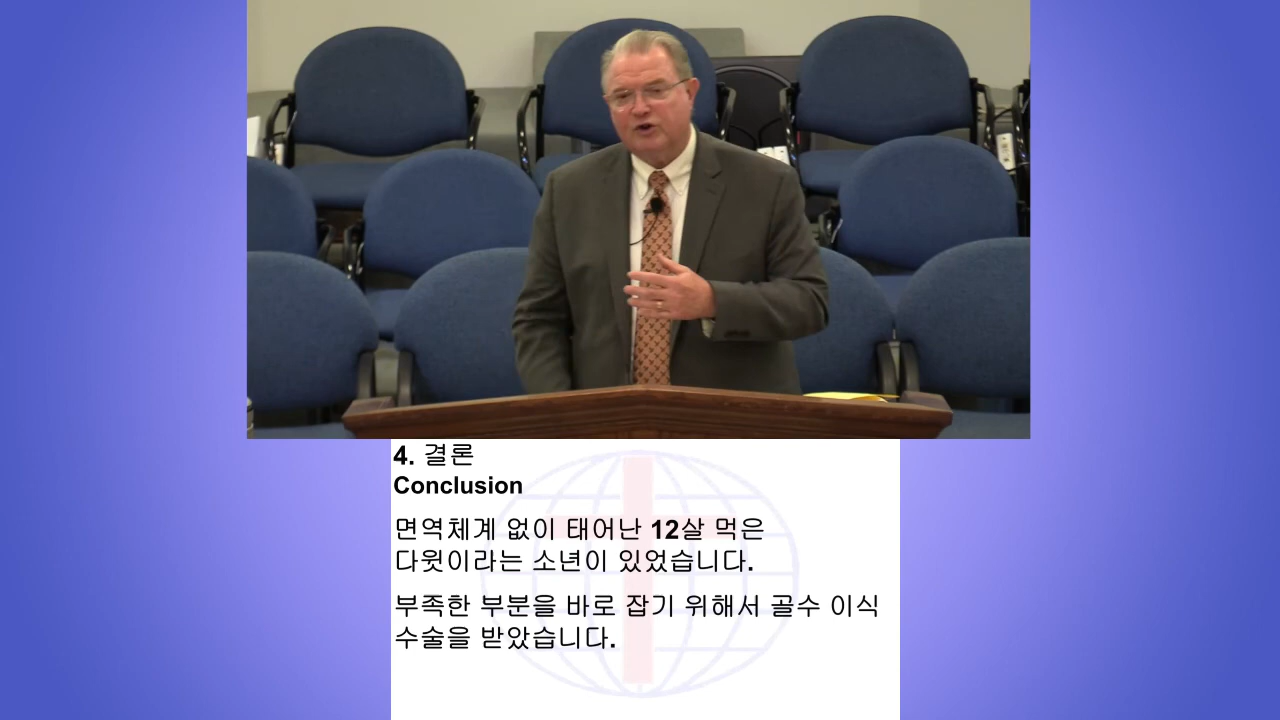 4. 결론
Conclusion
면역체계 없이 태어난 12살 먹은
다윗이라는 소년이 있었습니다.
부족한 부분을 바로 잡기 위해서 골수 이식
수술을 받았습니다.